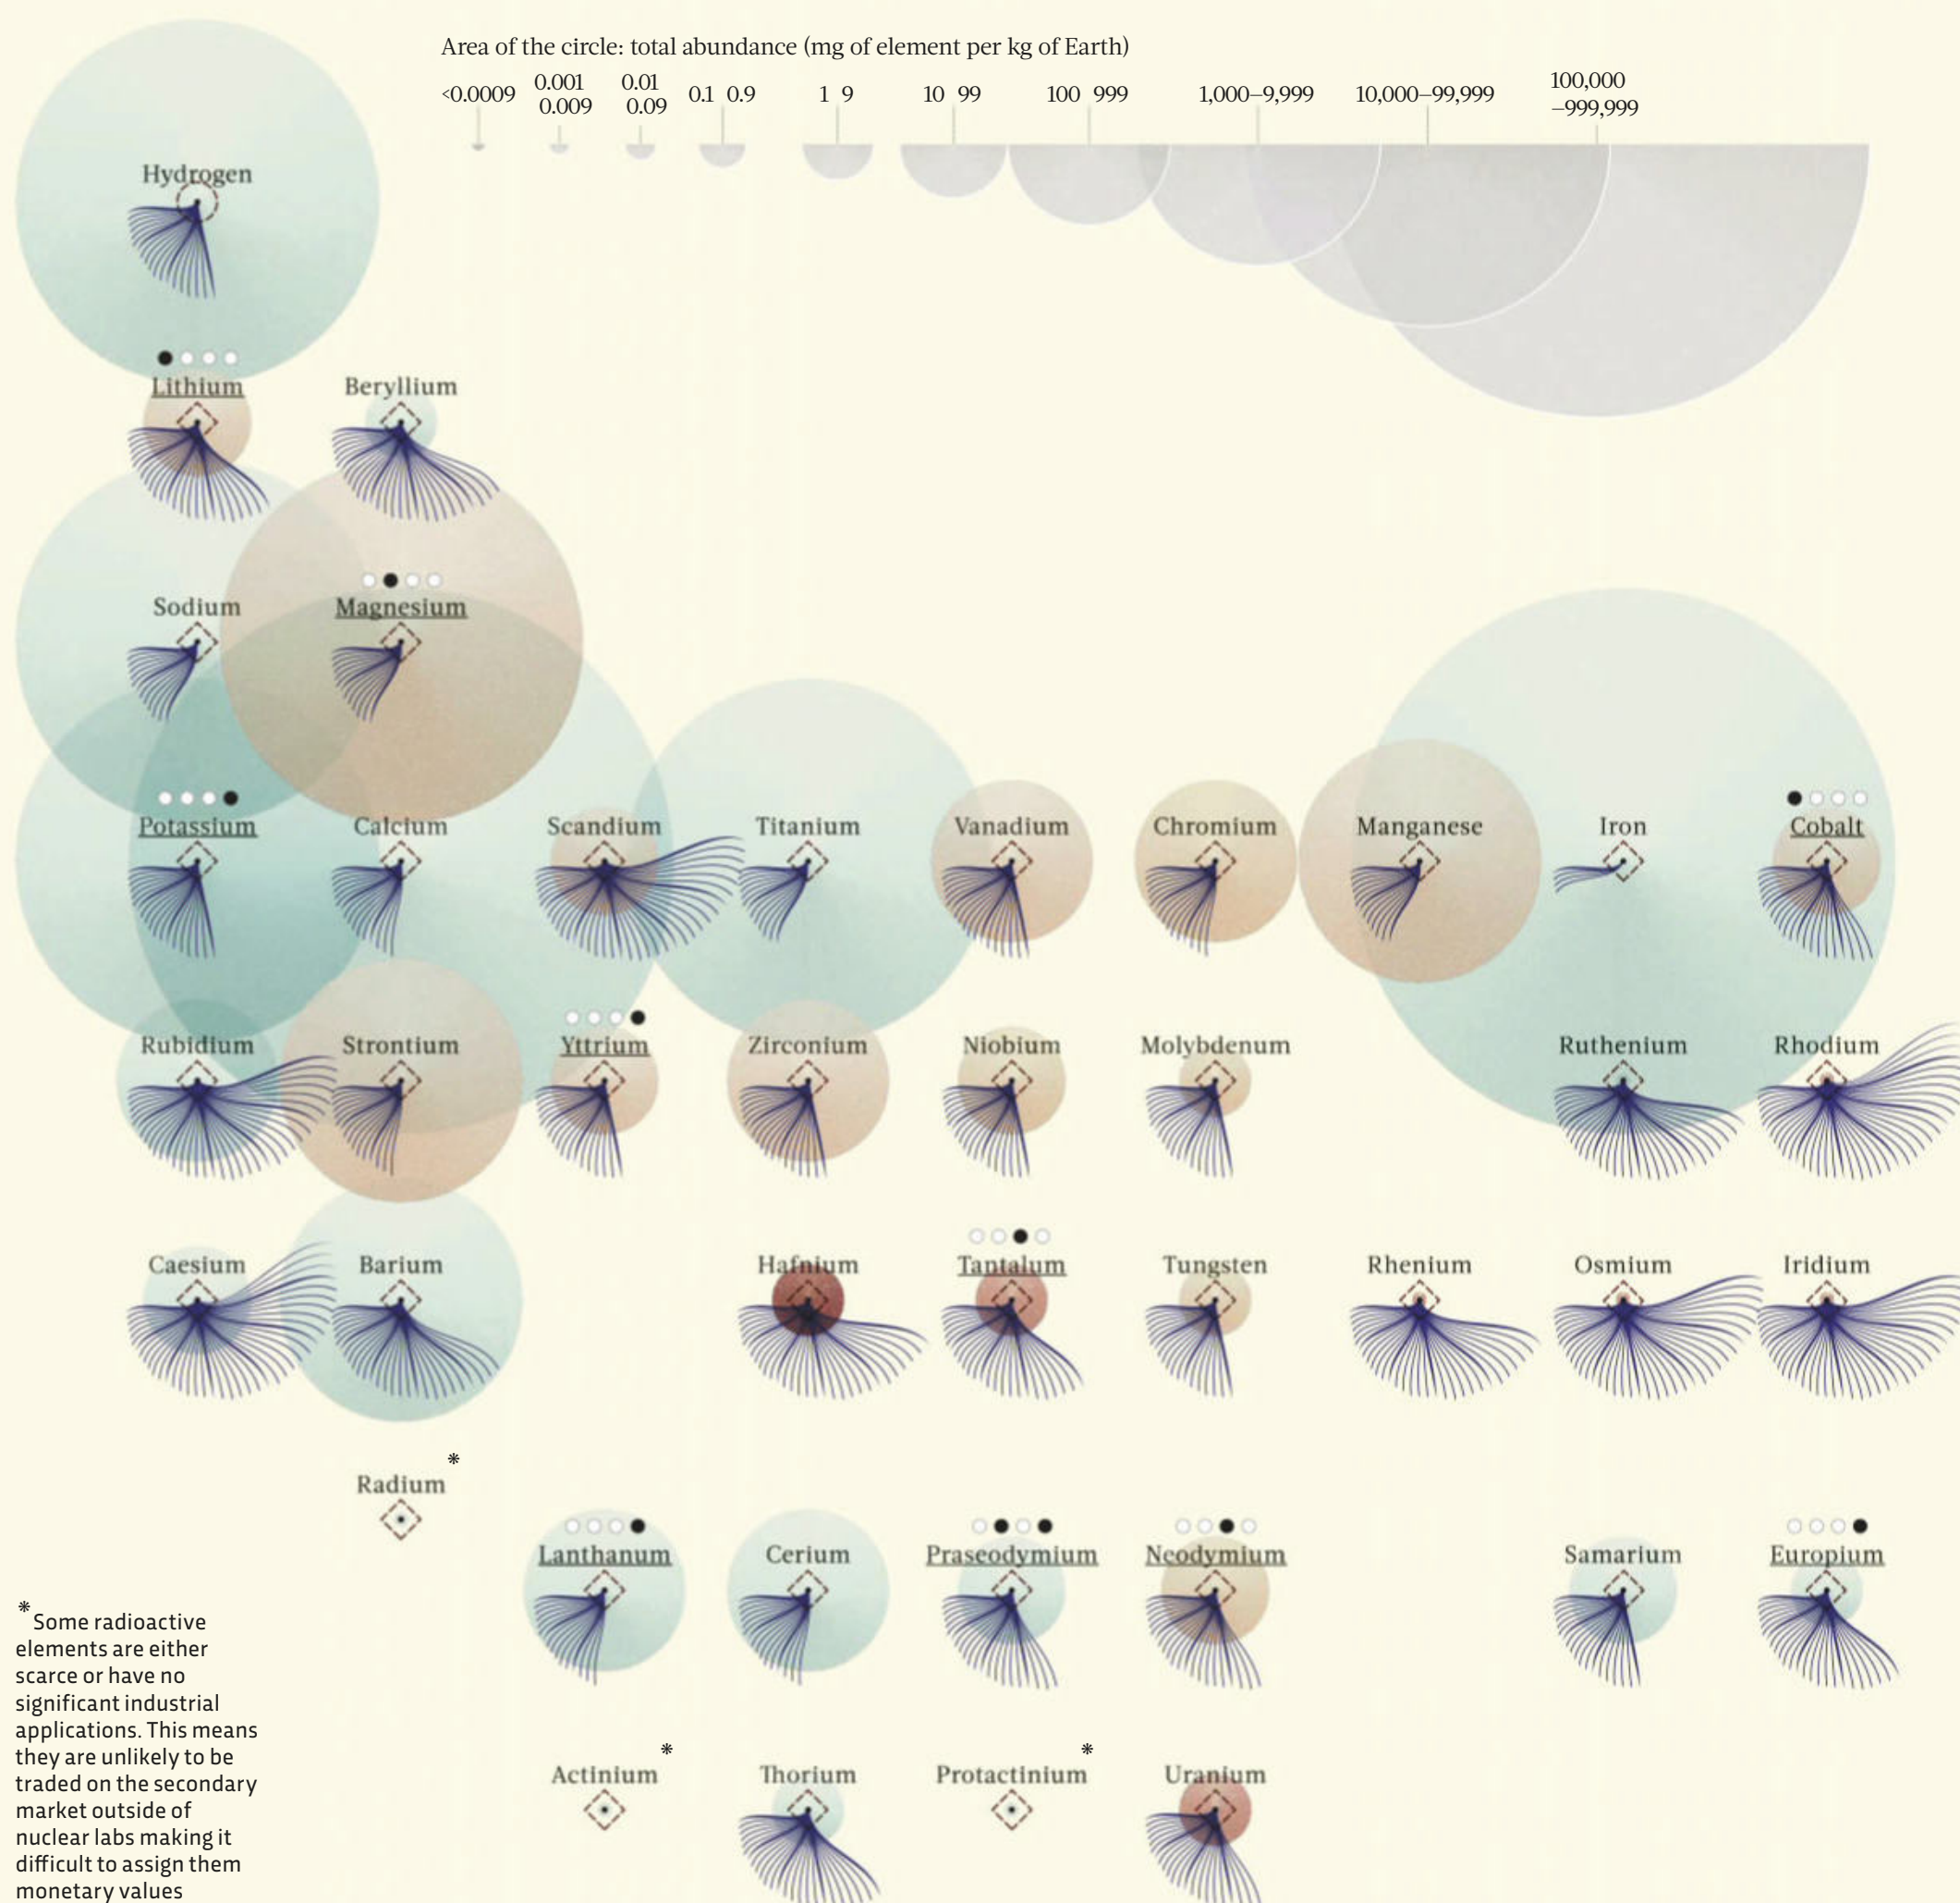 Area of the circle: total abundance (mg of element per kg of Earth)
<0.0009 0.001 0.009 0.01 0.09 0.1 0.9 1 9 10 99 100 999 1,000–9,999 10,000–99,999 100,000 –999,999
Hydrogen
Lithium Beryllium
Sodium Magnesium
Potassium Calcium Scandium Titanium Vanadium Chromium Manganese Iron Cobalt
Rubidium Strontium Yttrium Zirconium Niobium Molybdenum Ruthenium Rhodium
Caesium Barium Hafnium Tantalum Tungsten Rhenium Osmium Iridium
Radium *
Lanthanum Cerium Praseodymium Neodymium Samarium Europium
Actinium * Thorium Protactinium * Uranium
* Some radioactive
elements are either
scarce or have no
significant industrial
applications. This means
they are unlikely to be
traded on the secondary
market outside of
nuclear labs making it
difficult to assign them
monetary values